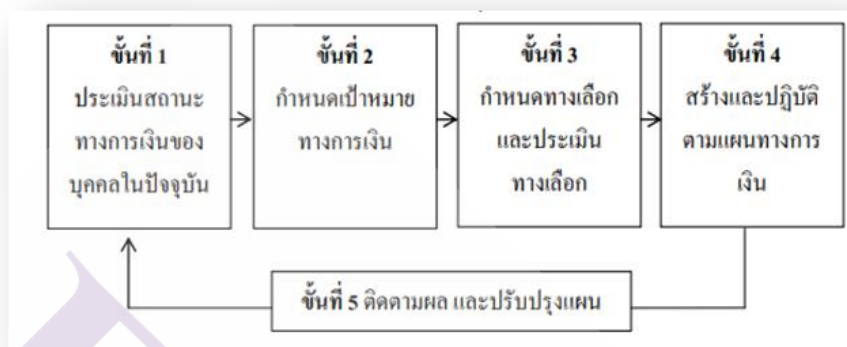 ขั้นที่ 1
ประเมินสถานะ
ทางการเงินของ
บุคคลในปัจจุบัน
ขั้นที่ 2
กำหนดเป้าหมาย
ทางการเงิน
ขั้นที่ 3
กำหนดทางเลือก
และประเมิน
ทางเลือก
ขั้นที่ 4
สร้างและปฏิบัติ
ตามแผนทางการ
เงิน
ขั้นที่ 5 ติดตามผล และปรับปรุงแผน